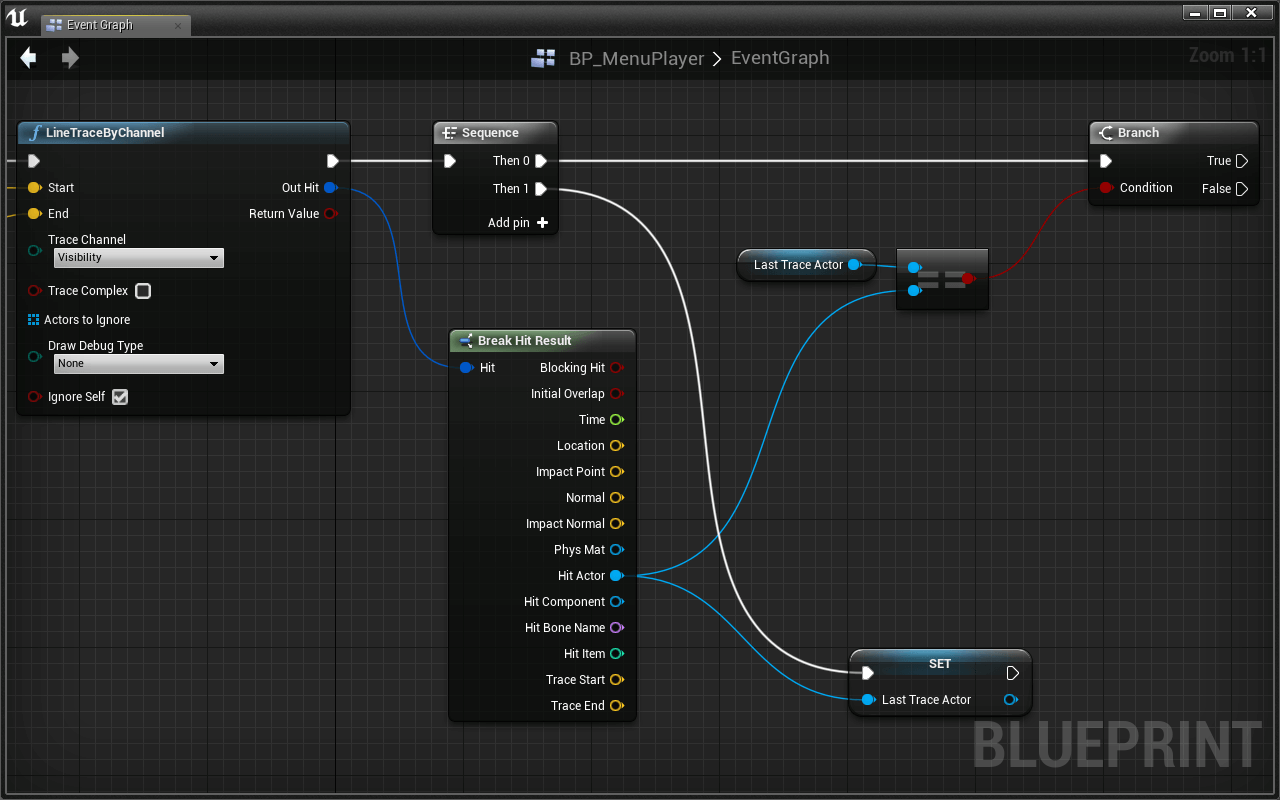 Event Graph
BP_MenuPlayer > EventGraph
Zoom 1:1
LineTraceByChannel
Start
Out Hit
End
Return Value
Trace Channel
Visibility
Trace Complex
Actors to Ignore
Draw Debug Type
None
Ignore Self
Sequence
Then 0
Then 1
Add pin
Branch
True
Condition
False
Last Trace Actor
==
Break Hit Result
Hit
Blocking Hit
Initial Overlap
Time
Location
Impact Point
Normal
Impact Normal
Phys Mat
Hit Actor
Hit Component
Hit Bone Name
Hit Item
Trace Start
Trace End
SET
Last Trace Actor
BLUEPRINT